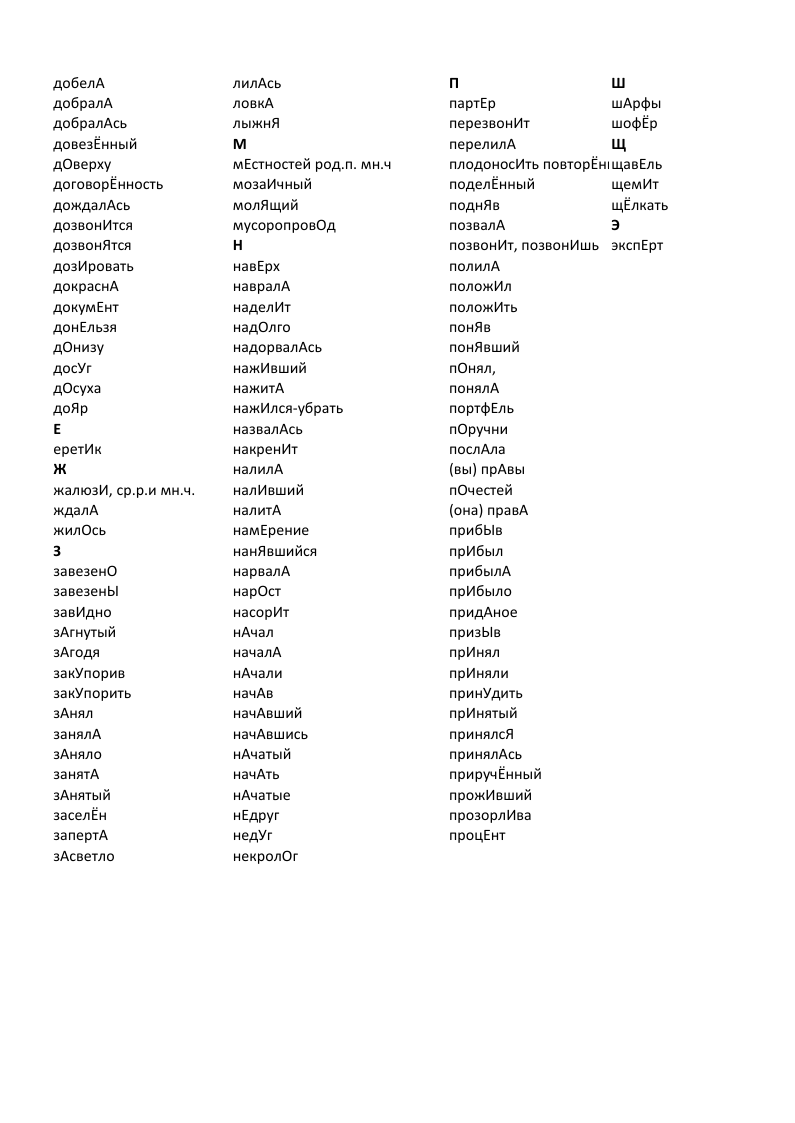 добелА
добралА
добралАсь
довезЁнный
дОверху
договорЁнность
дождалАсь
дозвонИтся
дозвонЯтся
дозИровать
докраснА
докумЕнт
донЕльзя
дОнизу
досУг
дОсуха
доЯр
Е
еретИк
Ж
жалюзИ, ср.р.и мн.ч.
ждалА
жилОсь
З
завезенО
завезенЫ
завИдно
зАгнутый
зАгодя
закУпорив
закУпорить
зАнял
занялА
зАняло
занятА
зАнятый
заселЁн
запертА
зАсветло
лилАсь
ловкА
лыжнЯ
М
мЕстностей род.п. мн.ч
мозаИчный
молЯщий
мусоропровОд
Н
навЕрх
навралА
наделИт
надОлго
надорвалАсь
нажИвший
нажитА
нажИлся-убрать
назвалАсь
накренИт
налилА
налИвший
налитА
намЕрение
нанЯвшийся
нарвалА
нарОст
насорИт
нАчал
началА
нАчали
начАв
начАвший
начАвшись
нАчатый
начАть
нАчатые
нЕдруг
недУг
некролОг
П
партЕр
перезвонИт
перелилА
плодоносИть
поделЁнный
поднЯв
позвалА
позвонИт, позвонИшь
полилА
положИл
положИть
понЯв
понЯвший
пОнял,
понялА
портфЕль
пОручни
послАла
(вы) прАвы
пОчестей
(она) правА
прибЫв
прИбыл
прибылА
прИбыло
придАное
призЫв
прИнял
прИняли
принУдить
прИнятый
принялсЯ
принялАсь
приручЁнный
прожИвший
прозорлИва
процЕнт
Ш
шАрфы
шофЁр
Щ
щавЕль
щемИт
щЁлкать
Э
экспЕрт